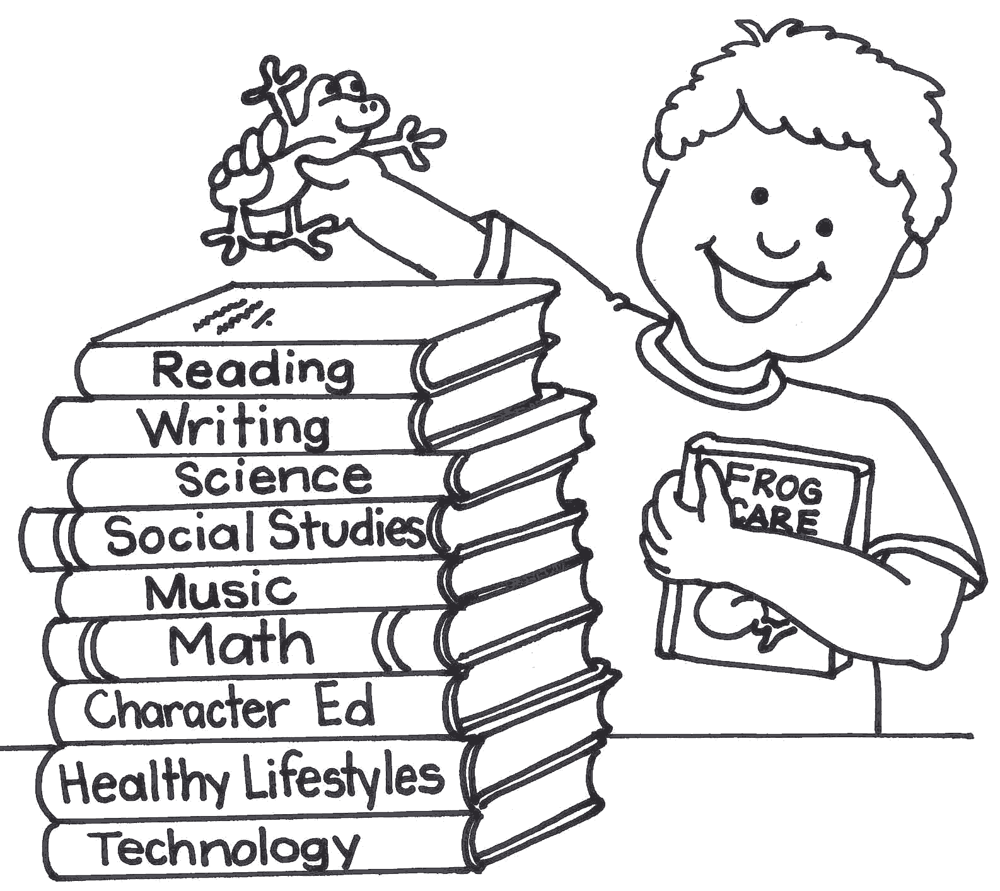 Reading
Writing
Science
Social Studies
Music
Math
Character Ed
Healthy Lifestyles
Technology
FROG
CARE